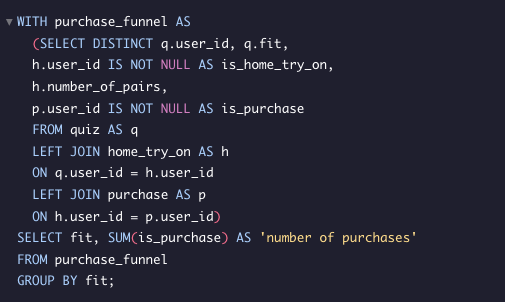 WITH purchase_funnel AS
(SELECT DISTINCT q.user_id, q.fit,
h.user_id IS NOT NULL AS is_home_try_on,
h.number_of_pairs,
p.user_id IS NOT NULL AS is_purchase
FROM quiz AS q
LEFT JOIN home_try_on AS h
ON q.user_id = h.user_id
LEFT JOIN purchase AS p
ON h.user_id = p.user_id)
SELECT fit, SUM(is_purchase) AS 'number of purchases'
FROM purchase_funnel
GROUP BY fit;